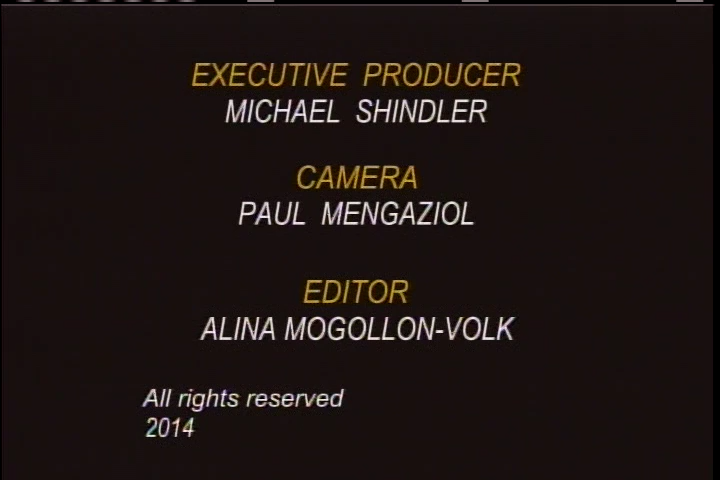 EXECUTIVE PRODUCER
MICHAEL SHINDLER
CAMERA
PAUL MENGAZIOL
EDITOR
ALINA MOGOLLON-VOLK
All rights reserved
2014